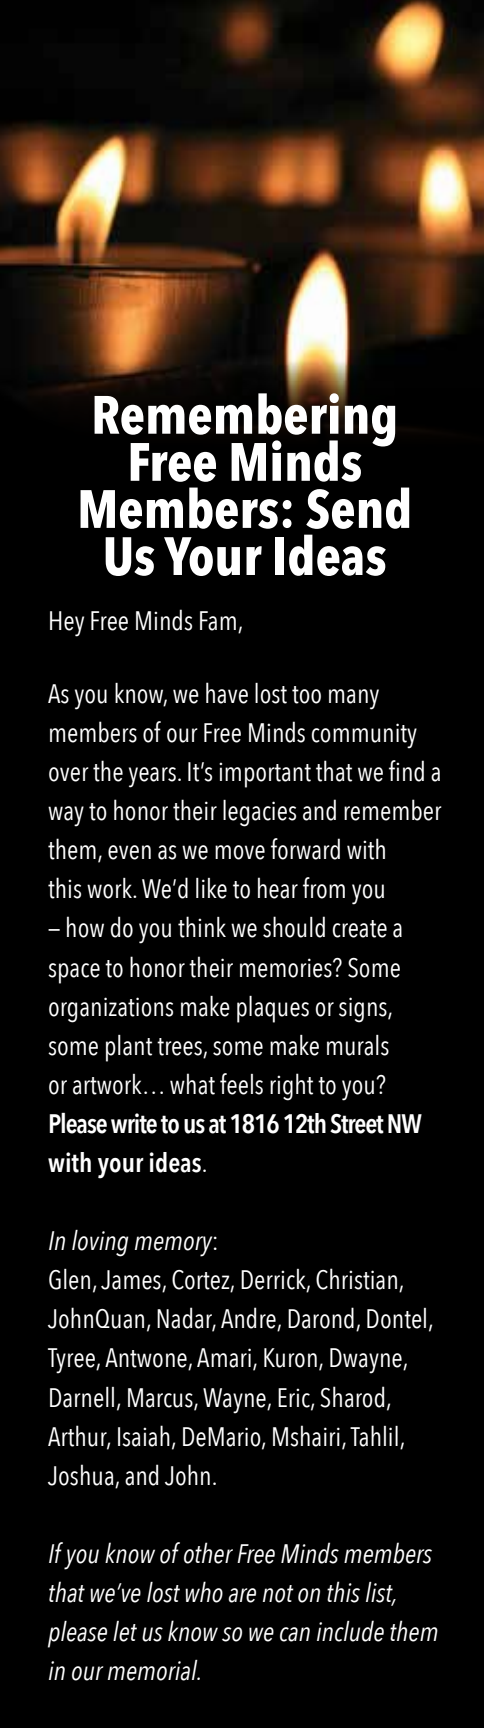 Remembering
Free Minds
Members: Send
Us Your Ideas
Hey Free Minds Fam,
As you know, we have lost too many
members of our Free Minds community
over the years. It’s important that we find a
way to honor their legacies and remember
them, even as we move forward with
this work. We’d like to hear from you
– how do you think we should create a
space to honor their memories? Some
organizations make plaques or signs,
some plant trees, some make murals
or artwork… what feels right to you?
Please write to us at 1816 12th Street NW
with your ideas.
In loving memory:
Glen, James, Cortez, Derrick, Christian,
JohnQuan, Nadar, Andre, Darond, Dontel,
Tyree, Antwone, Amari, Kuron, Dwayne,
Darnell, Marcus, Wayne, Eric, Sharod,
Arthur, Isaiah, DeMario, Mshairi, Tahlil,
Joshua, and John.
If you know of other Free Minds members
that we’ve lost who are not on this list,
please let us know so we can include them
in our memorial.